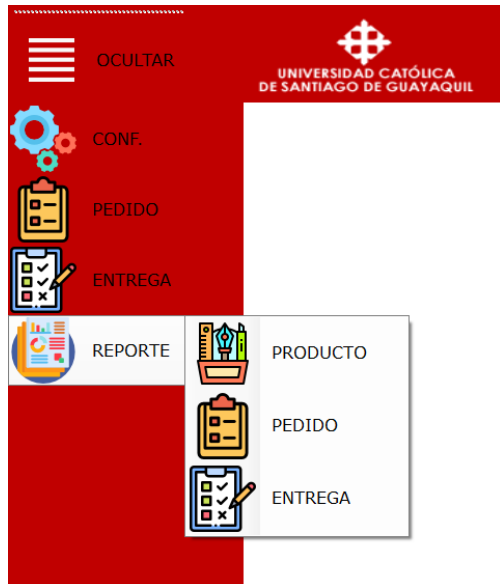 OCULTAR
UNIVERSIDAD CATÓLICA
DE SANTIAGO DE GUAYAQUIL
CONF.
PEDIDO
ENTREGA
REPORTE
PRODUCTO
PEDIDO
ENTREGA